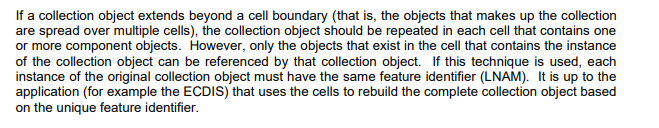 If a collection object extends beyond a cell boundary (that is, the objects that makes up the collection
are spread over multiple cells), the collection object should be repeated in each cell that contains one
or more component objects.  However, only the objects that exist in the cell that contains the instance
of the collection object can be referenced by that collection object.  If this technique is used, each
instance of the original collection object must have the same feature identifier (LNAM).  It is up to the
application (for example the ECDIS) that uses the cells to rebuild the complete collection object based
on the unique feature identifier.